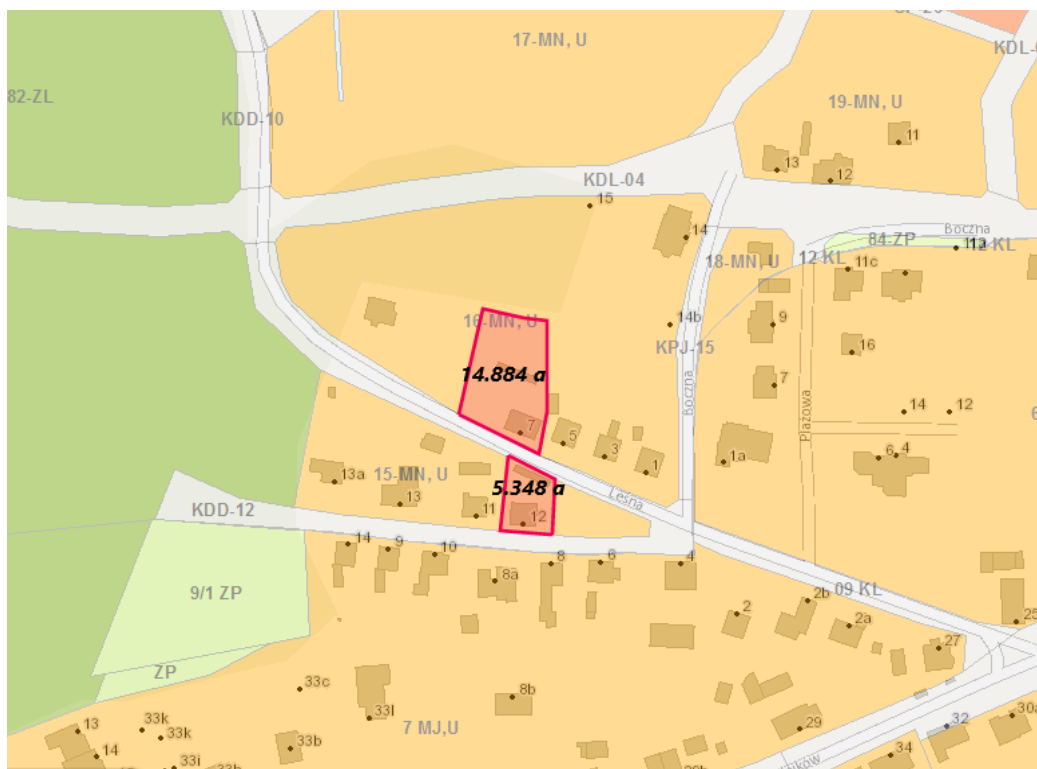 17-MN, U
KDL-0
82-ZL
19-MN, U
KDD-10
11
13
12
KDL-04
15
14
Boczna
84-ZP
11a
12 KL
18-MN, U
12 KL
11c
16-MN, U
14b
9
KPJ-15
16
14.884 a
7
Boczna
Plażowa
14
12
7
5
3
1
1a
6
4
13a
15-MN, U
5.348 a
Leśna
13
11
12
KDD-12
14
9
10
8
6
4
8a
9/1 ZP
09 KL
2b
2
2a
25
27
ZP
33c
8b
33l
7 MJ,U
13
33k
33k
29
32
30a
14
33b
34
33i